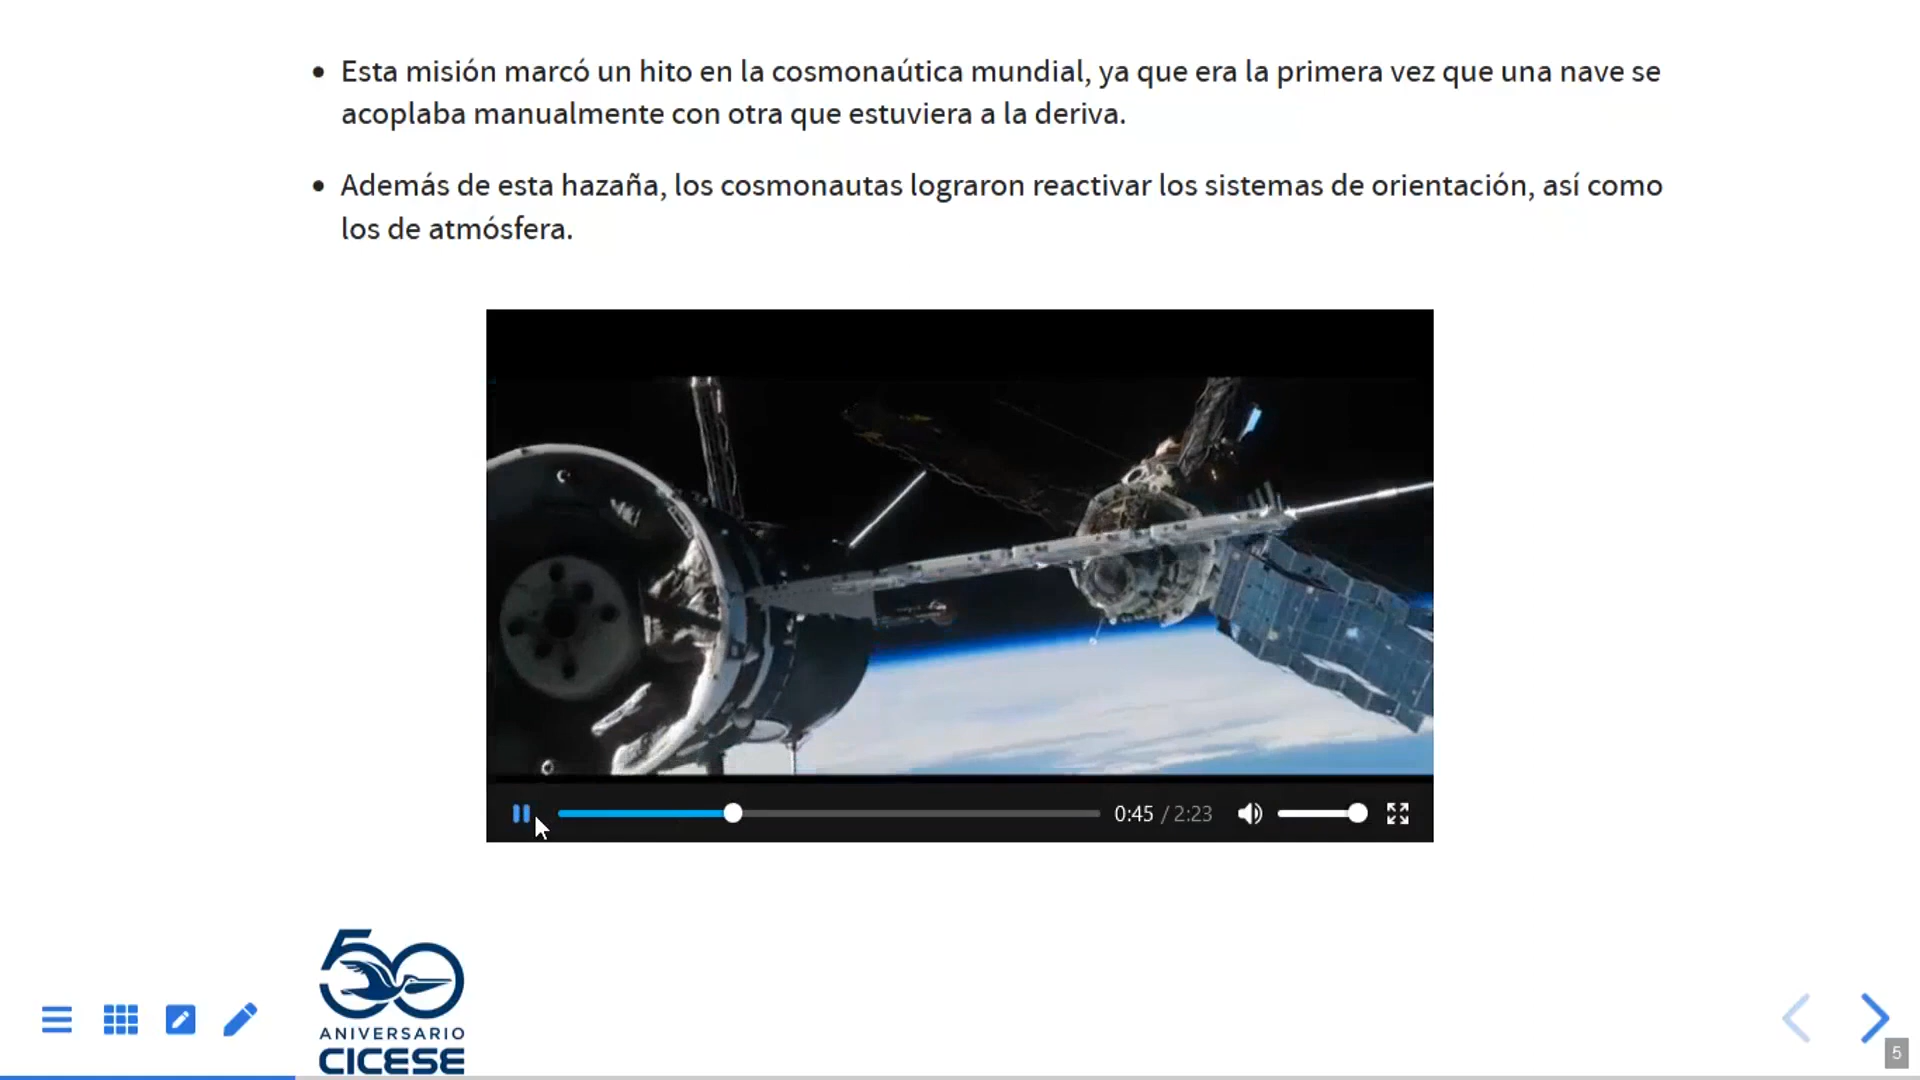 Esta misión marcó un hito en la cosmonaútica mundial, ya que era la primera vez que una nave se
acoplaba manualmente con otra que estuviera a la deriva.
Además de esta hazaña, los cosmonautas lograron reactivar los sistemas de orientación, así como
los de atmósfera.
0:45 / 2:23
50
ANIVERSARIO
CICESE
5